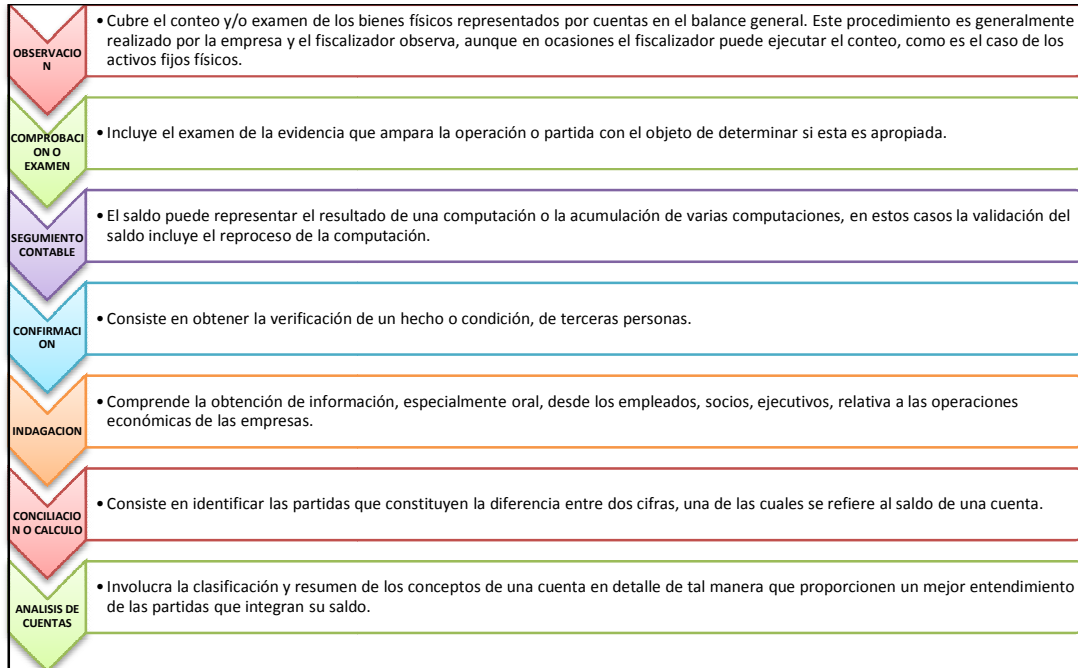 OBSERVACIO
N
• Cubre el conteo y/o examen de los bienes físicos representados por cuentas en el balance general. Este procedimiento es generalmente
realizado por la empresa y el fiscalizador observa, aunque en ocasiones el fiscalizador puede ejecutar el conteo, como es el caso de los
activos fijos físicos.
COMPROBACI
ON O
EXAMEN
• Incluye el examen de la evidencia que ampara la operación o partida con el objeto de determinar si esta es apropiada.
SEGUMIENTO
CONTABLE
• El saldo puede representar el resultado de una computación o la acumulación de varias computaciones, en estos casos la validación del
saldo incluye el reproceso de la computación.
CONFIRMACI
ON
• Consiste en obtener la verificación de un hecho o condición, de terceras personas.
INDAGACION
• Comprende la obtención de información, especialmente oral, desde los empleados, socios, ejecutivos, relativa a las operaciones
económicas de las empresas.
CONCILIACIO
N O CALCULO
• Consiste en identificar las partidas que constituyen la diferencia entre dos cifras, una de las cuales se refiere al saldo de una cuenta.
ANALISIS DE
CUENTAS
• Involucra la clasificación y resumen de los conceptos de una cuenta en detalle de tal manera que proporcionen un mejor entendimiento
de las partidas que integran su saldo.